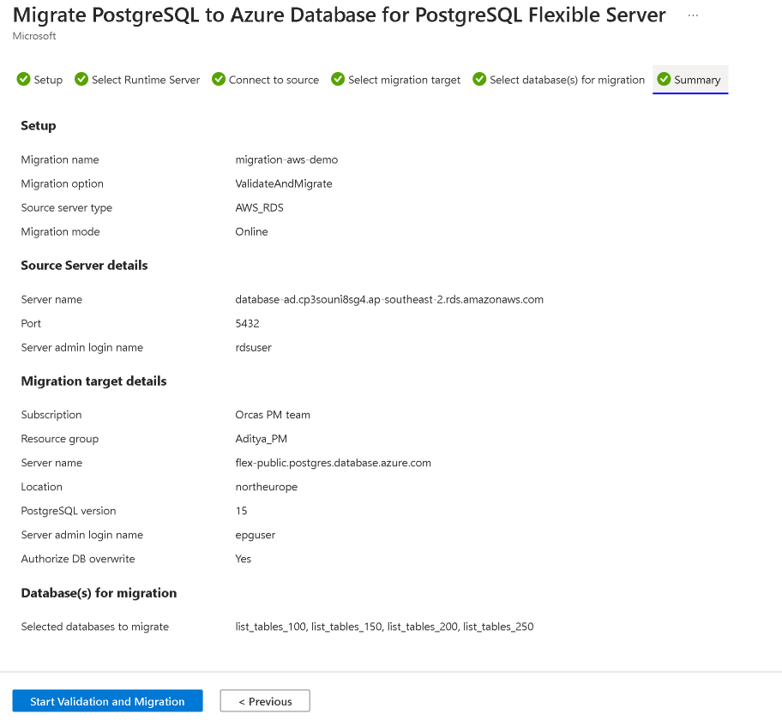 Migrate PostgreSQL to Azure Database for PostgreSQL Flexible Server ...
Microsoft
Setup Select Runtime Server Connect to source Select migration target Select database(s) for migration Summary
Setup
Migration name migration-aws-demo
Migration option ValidateAndMigrate
Source server type AWS_RDS
Migration mode Online
Source Server details
Server name database-ad.cp3souni8sg4.ap-southeast-2.rds.amazonaws.com
Port 5432
Server admin login name rdsuser
Migration target details
Subscription Orcas PM team
Resource group Aditya_PM
Server name flex-public.postgres.database.azure.com
Location northeurope
PostgreSQL version 15
Server admin login name epguser
Authorize DB overwrite Yes
Database(s) for migration
Selected databases to migrate list_tables_100, list_tables_150, list_tables_200, list_tables_250
Start Validation and Migration < Previous